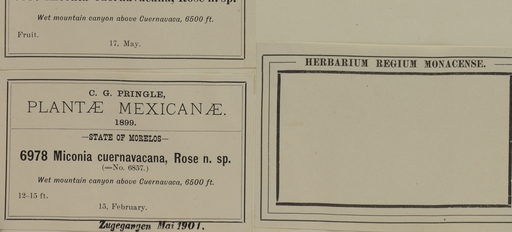 Wet mountain canyon above Cuernavaca, 6500 ft.
Fruit.
17, May.
C. G. PRINGLE,
PLANTÆ MEXICANÆ.
1899.
—STATE OF MORELOS—
6978 Miconia cuernavacana, Rose n. sp.
(=No. 6857.)
Wet mountain canyon above Cuernavaca, 6500 ft.
12-15 ft.
15, February.
Zugegangen Mai 1901.
HERBARIUM REGIUM MONACENSE.